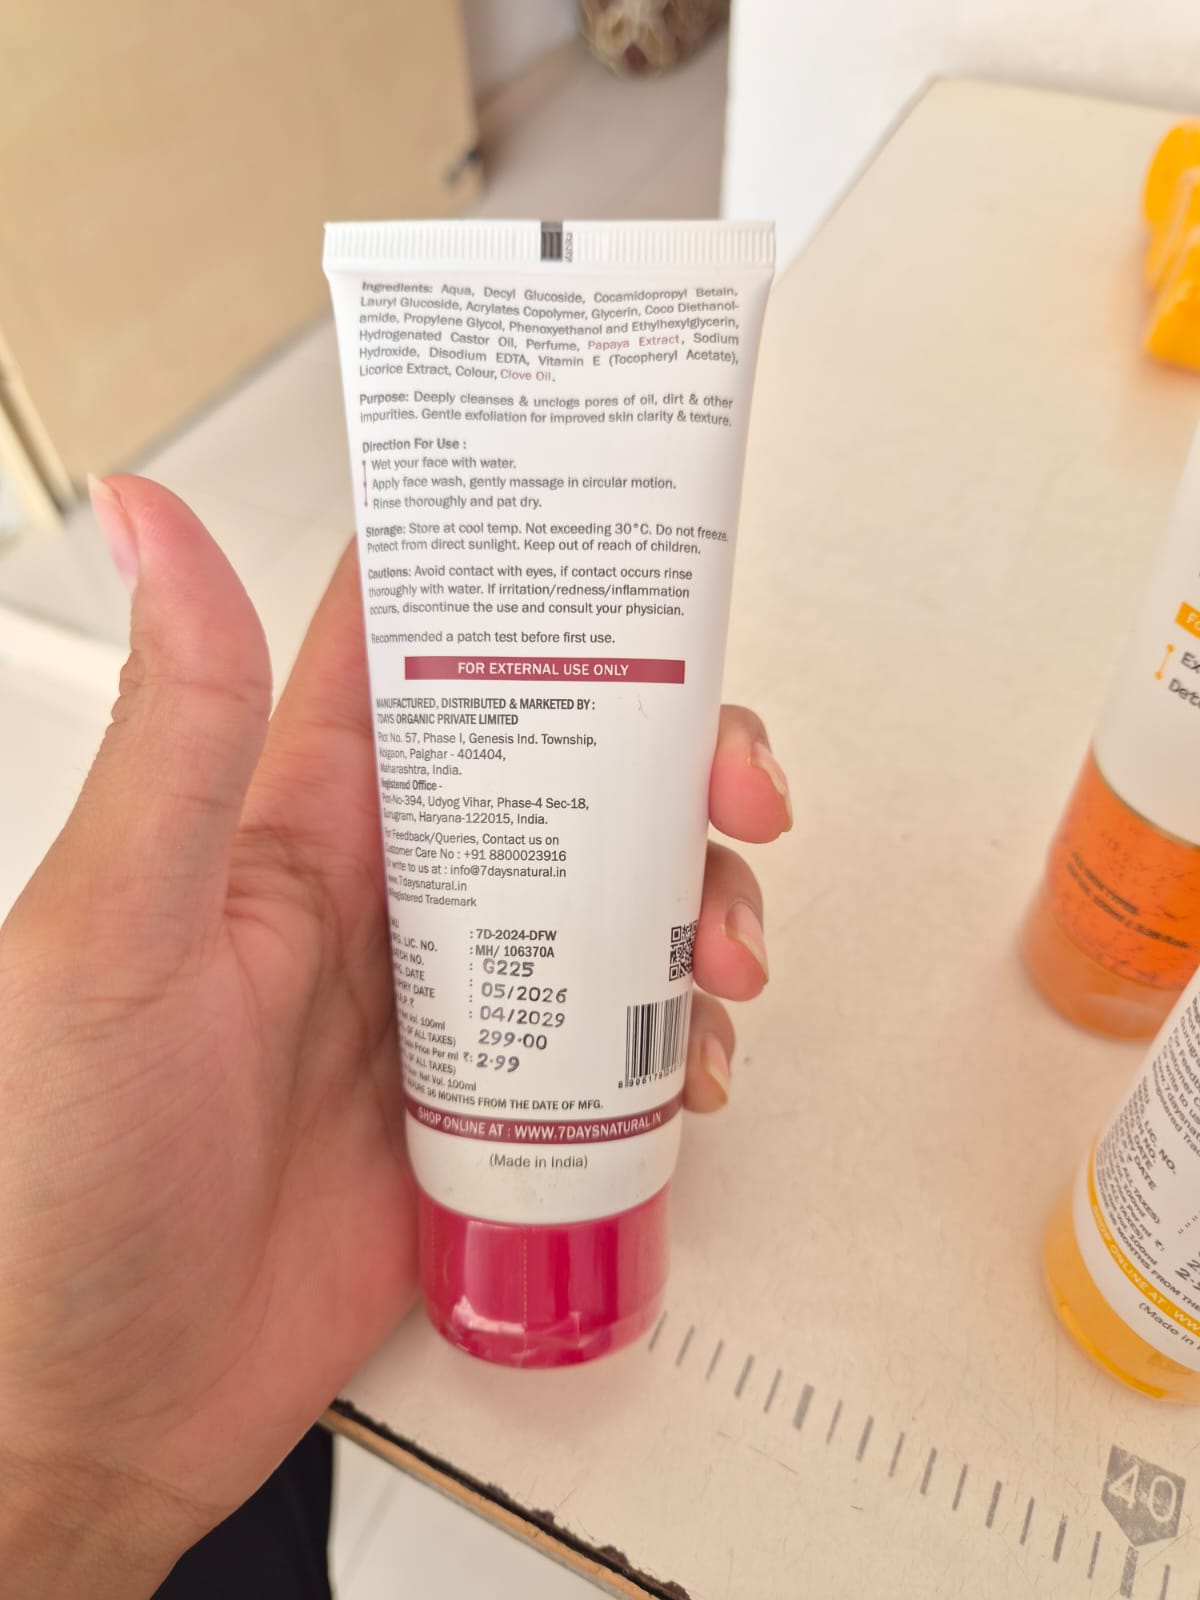 Ingredients: Aqua, Decyl Glucoside, Cocamidopropyl Betain,
Lauryl Glucoside, Acrylates Copolymer, Glycerin, Coco Diethanol-
amide, Propylene Glycol, Phenoxyethanol and Ethylhexylglycerin,
Hydrogenated Castor Oil, Perfume, Papaya Extract, Sodium
Hydroxide, Disodium EDTA, Vitamin E (Tocopheryl Acetate),
Licorice Extract, Colour, Clove Oil.
Purpose: Deeply cleanses & unclogs pores of oil, dirt & other
impurities. Gentle exfoliation for improved skin clarity & texture.
Direction For Use :
Wet your face with water.
Apply face wash, gently massage in circular motion.
Rinse thoroughly and pat dry.
Storage: Store at cool temp. Not exceeding 30°C. Do not freeze.
Protect from direct sunlight. Keep out of reach of children.
Cautions: Avoid contact with eyes, if contact occurs rinse
thoroughly with water. If irritation/redness/inflammation
occurs, discontinue the use and consult your physician.
Recommended a patch test before first use.
FOR EXTERNAL USE ONLY
MANUFACTURED, DISTRIBUTED & MARKETED BY:
7DAYS ORGANIC PRIVATE LIMITED
Plot No. 57, Phase I, Genesis Ind. Township,
Kolgaon, Palghar - 401404,
Maharashtra, India.
Registered Office -
Plot-No-394, Udyog Vihar, Phase-4 Sec-18,
Gurugram, Haryana-122015, India.
For Feedback/Queries, Contact us on
Customer Care No : +91 8800023916
Or write to us at : info@7daysnatural.in
www.7daysnatural.in
Registered Trademark
: 7D-2024-DFW
LIC. NO. : MH/ 106370A
NO. : G225
DATE : 05/2026
DATE : 04/2029
299.00
Price Per ml ₹: 2.99
OF ALL TAXES)
Net Vol. 100ml
36 MONTHS FROM THE DATE OF MFG.
SHOP ONLINE AT : WWW.7DAYSNATURAL.IN
(Made in India)
40